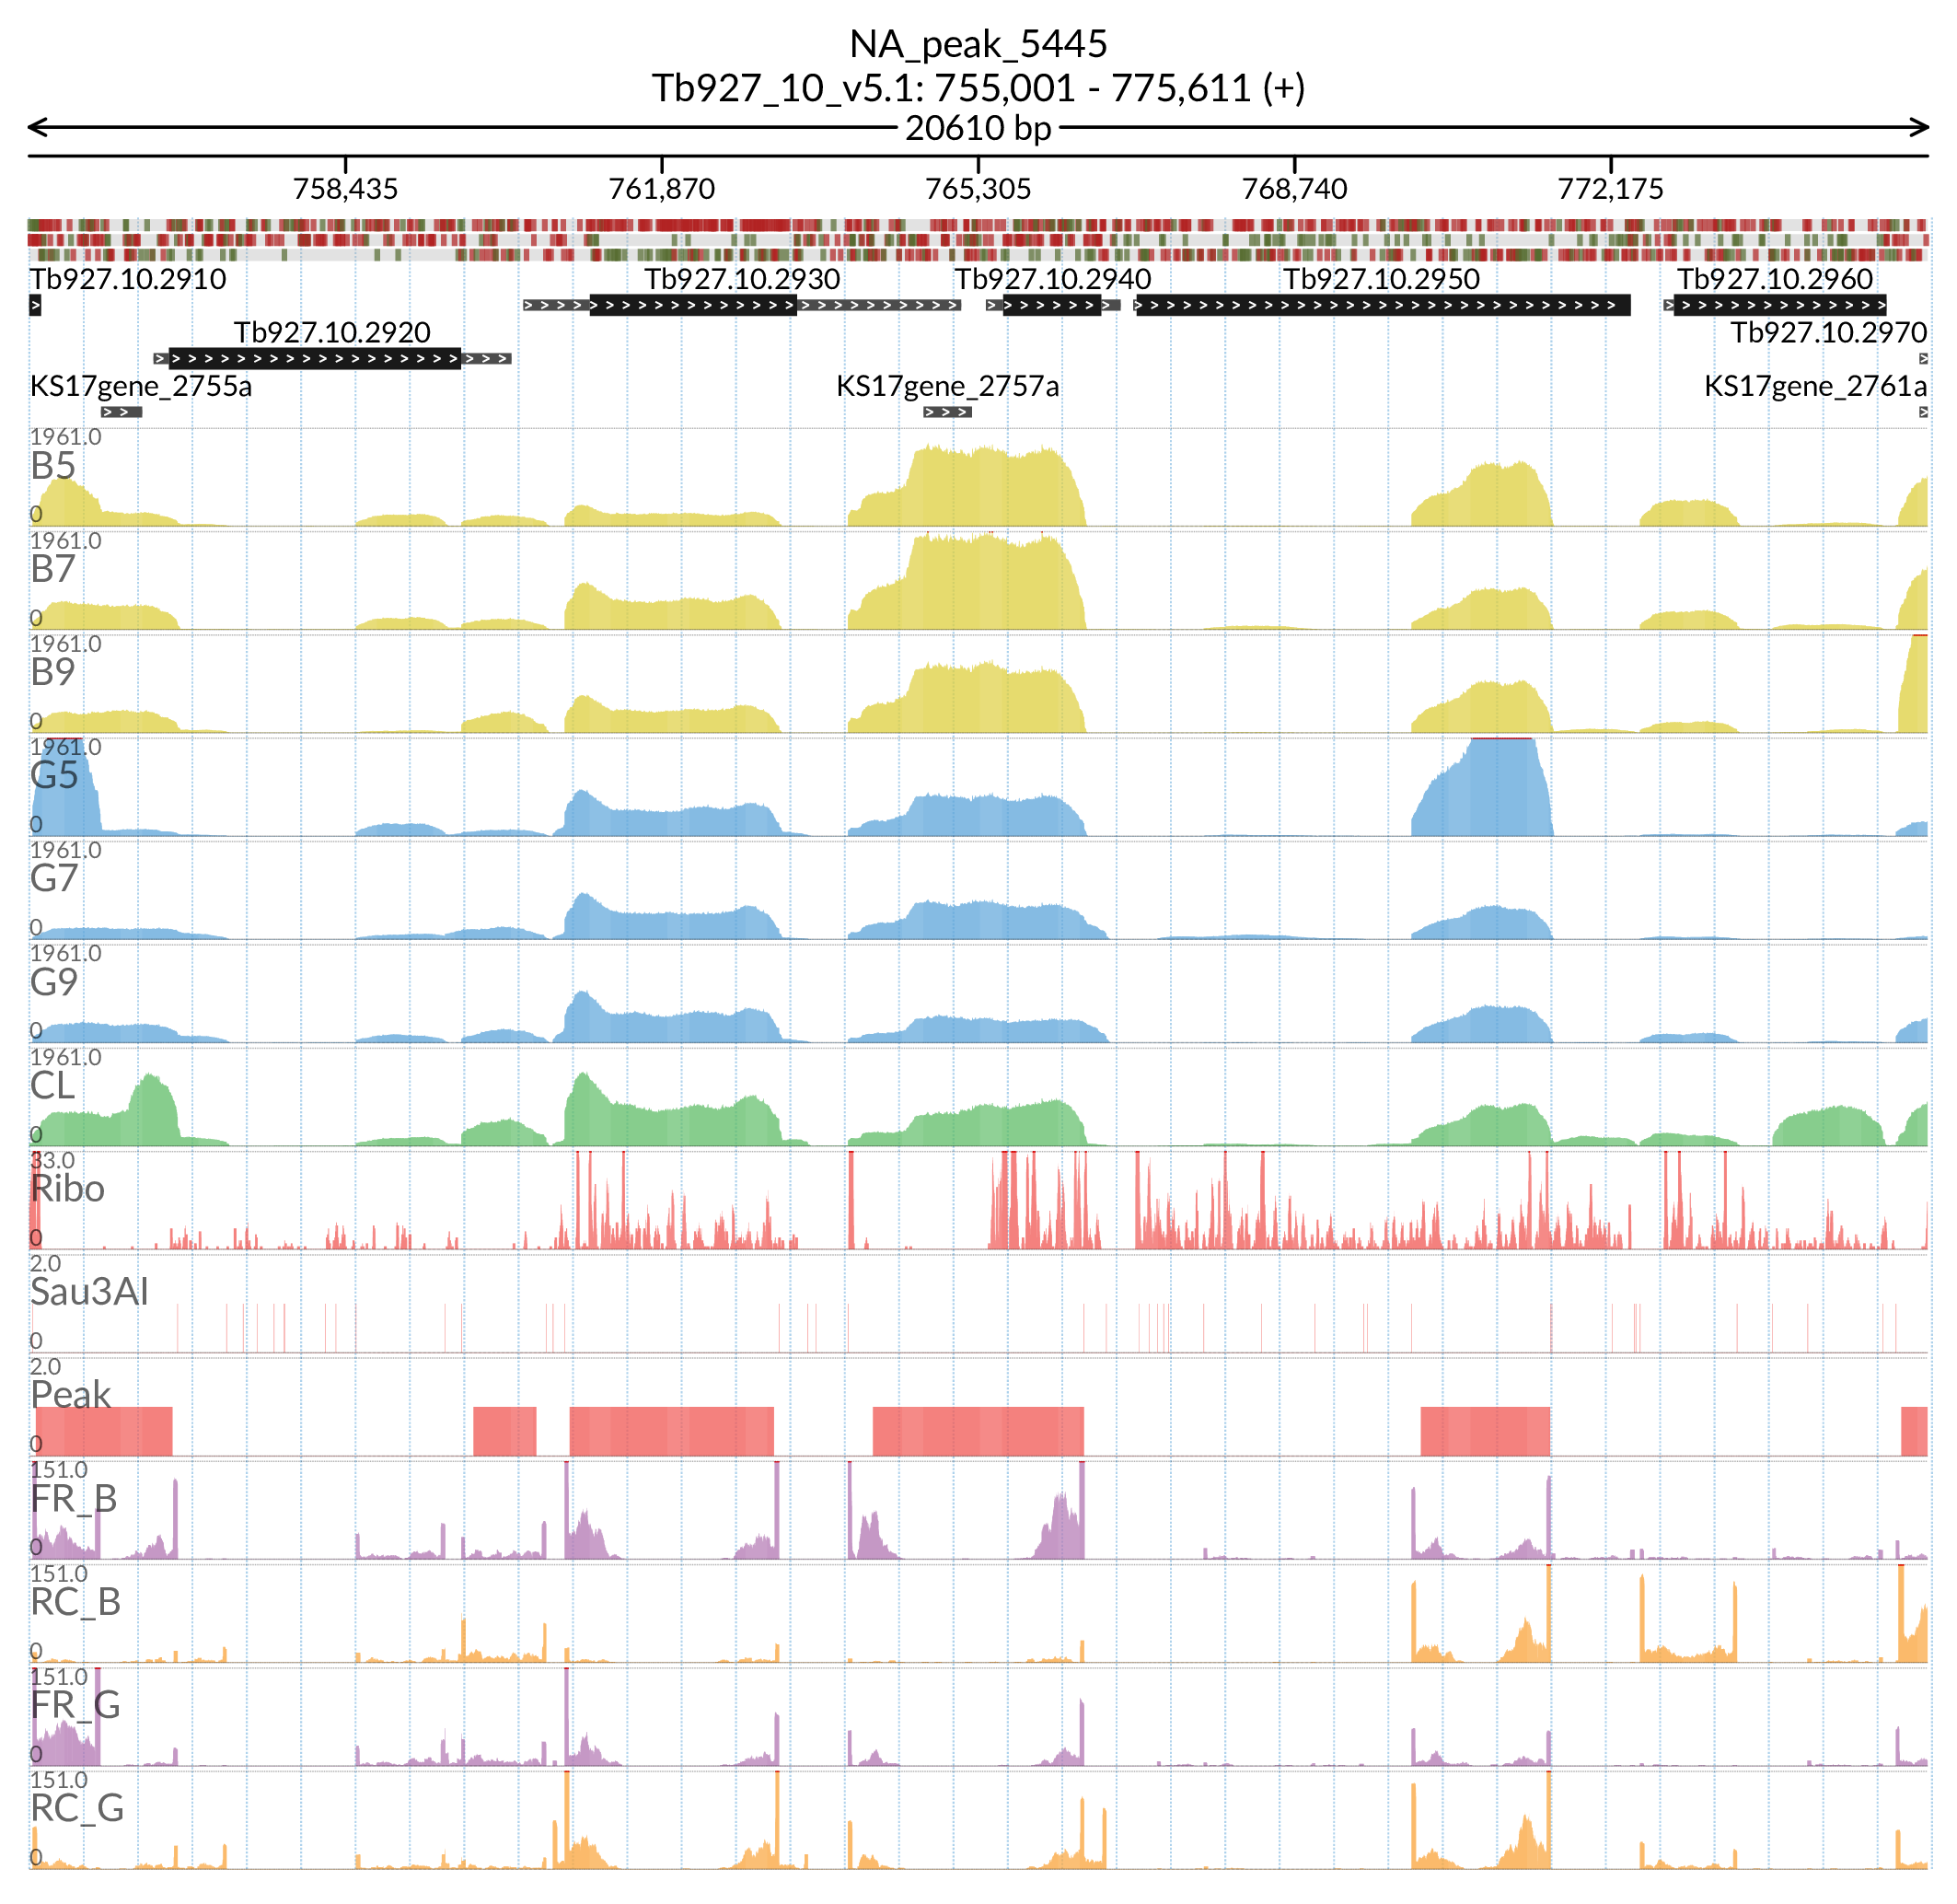 NA_peak_5445
Tb927_10_v5.1: 755,001 - 775,611 (+)
20610 bp
758,435 761,870 765,305 768,740 772,175
Tb927.10.2910 Tb927.10.2930 Tb927.10.2940 Tb927.10.2950 Tb927.10.2960
Tb927.10.2920 Tb927.10.2970
KS17gene_2755a KS17gene_2757a KS17gene_2761a
1961.0
B5
0
1961.0
B7
0
1961.0
B9
0
1961.0
G5
0
1961.0
G7
0
1961.0
G9
0
1961.0
CL
0
33.0
Ribo
0
2.0
Sau3AI
0
2.0
Peak
0
151.0
FR_B
0
151.0
RC_B
0
151.0
FR_G
0
151.0
RC_G
0